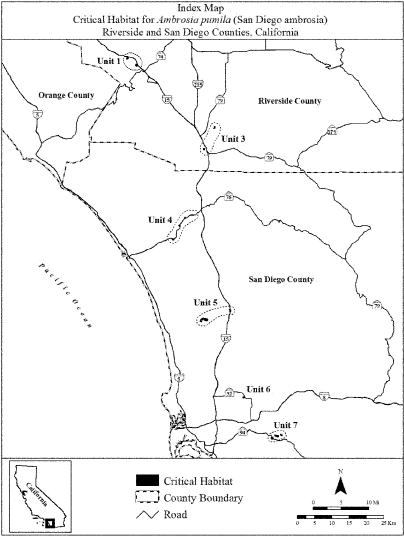 Index Map
Critical Habitat for Ambrosia pumila (San Diego ambrosia)
Riverside and San Diego Counties, California
Unit 1
74
Orange County
215
79
15
Riverside County
5
371
Unit 3
79
Unit 4
76
Pacific Ocean
San Diego County
79
Unit 5
15
5
Unit 6
52
8
94
Unit 7
California
Critical Habitat
County Boundary
Road
N
0 5 10 Mi
0 5 10 15 20 25 Km